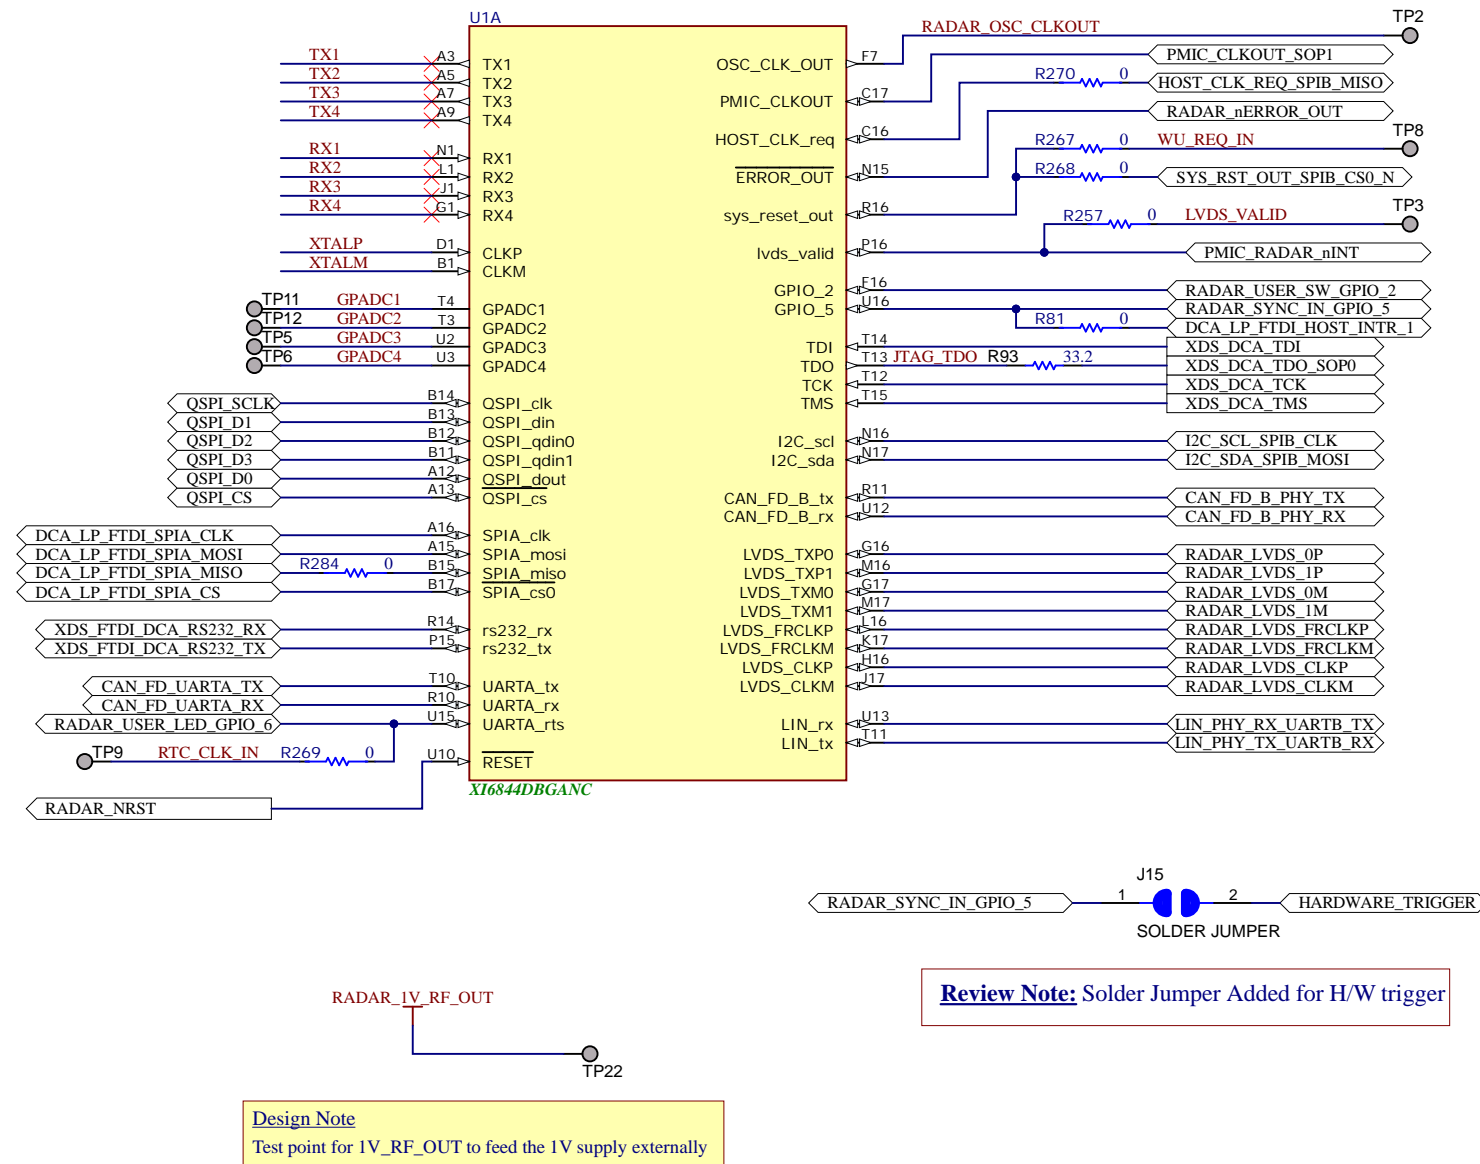 U1A
RADAR_OSC_CLKOUT
TP2
TX1 A3 TX1 OSC_CLK_OUT F7
PMIC_CLKOUT_SOP1
TX2 A5 TX2
R270 0 HOST_CLK_REQ_SPIB_MISO
TX3 A7 TX3 PMIC_CLKOUT C17
RADAR_nERROR_OUT
TX4 A9 TX4
TP8
HOST_CLK_req C16
R267 0 WU_REQ_IN
RX1 N1 RX1
RX2 L1 RX2 ERROR_OUT N15
R268 0 SYS_RST_OUT_SPIB_CS0_N
RX3 J1 RX3
TP3
RX4 G1 RX4 sys_reset_out R16
R257 0 LVDS_VALID
XTALP D1 CLKP lvds_valid P16 PMIC_RADAR_nINT
XTALM B1 CLKM
GPIO_2 F16 RADAR_USER_SW_GPIO_2
TP11 GPADC1 T4 GPADC1 GPIO_5 U16 RADAR_SYNC_IN_GPIO_5
TP12 GPADC2 T3 GPADC2 R81 0 DCA_LP_FTDI_HOST_INTR_1
TP5 GPADC3 U2 GPADC3 TDI T14 XDS_DCA_TDI
TP6 GPADC4 U3 GPADC4 TDO T13 JTAG_TDO R93 33.2 XDS_DCA_TDO_SOP0
TCK T12 XDS_DCA_TCK
QSPI_SCLK B14 QSPI_clk TMS T15 XDS_DCA_TMS
QSPI_D1 B13 QSPI_din
QSPI_D2 B12 QSPI_qdin0 I2C_scl N16 I2C_SCL_SPIB_CLK
QSPI_D3 B11 QSPI_qdin1 I2C_sda N17 I2C_SDA_SPIB_MOSI
QSPI_D0 A12 QSPI_dout
QSPI_CS A13 QSPI_cs CAN_FD_B_tx R11 CAN_FD_B_PHY_TX
CAN_FD_B_rx U12 CAN_FD_B_PHY_RX
DCA_LP_FTDI_SPIA_CLK A16 SPIA_clk
DCA_LP_FTDI_SPIA_MOSI A15 SPIA_mosi LVDS_TXP0 G16 RADAR_LVDS_0P
DCA_LP_FTDI_SPIA_MISO R284 0 B15 SPIA_miso LVDS_TXP1 M16 RADAR_LVDS_1P
DCA_LP_FTDI_SPIA_CS B17 SPIA_cs0 LVDS_TXM0 G17 RADAR_LVDS_0M
LVDS_TXM1 M17 RADAR_LVDS_1M
XDS_FTDI_DCA_RS232_RX R14 rs232_rx LVDS_FRCLKP L16 RADAR_LVDS_FRCLKP
XDS_FTDI_DCA_RS232_TX P15 rs232_tx LVDS_FRCLKM K17 RADAR_LVDS_FRCLKM
LVDS_CLKP H16 RADAR_LVDS_CLKP
CAN_FD_UARTA_TX T10 UARTA_tx LVDS_CLKM J17 RADAR_LVDS_CLKM
CAN_FD_UARTA_RX R10 UARTA_rx
RADAR_USER_LED_GPIO_6 U15 UARTA_rts LIN_rx U13 LIN_PHY_RX_UARTB_TX
LIN_tx T11 LIN_PHY_TX_UARTB_RX
TP9 RTC_CLK_IN R269 0 U10 RESET
XI6844DBGANC
RADAR_NRST
J15
RADAR_SYNC_IN_GPIO_5 1 2 HARDWARE_TRIGGER
SOLDER JUMPER
Review Note: Solder Jumper Added for H/W trigger
RADAR_1V_RF_OUT
TP22
Design Note
Test point for 1V_RF_OUT to feed the 1V supply externally